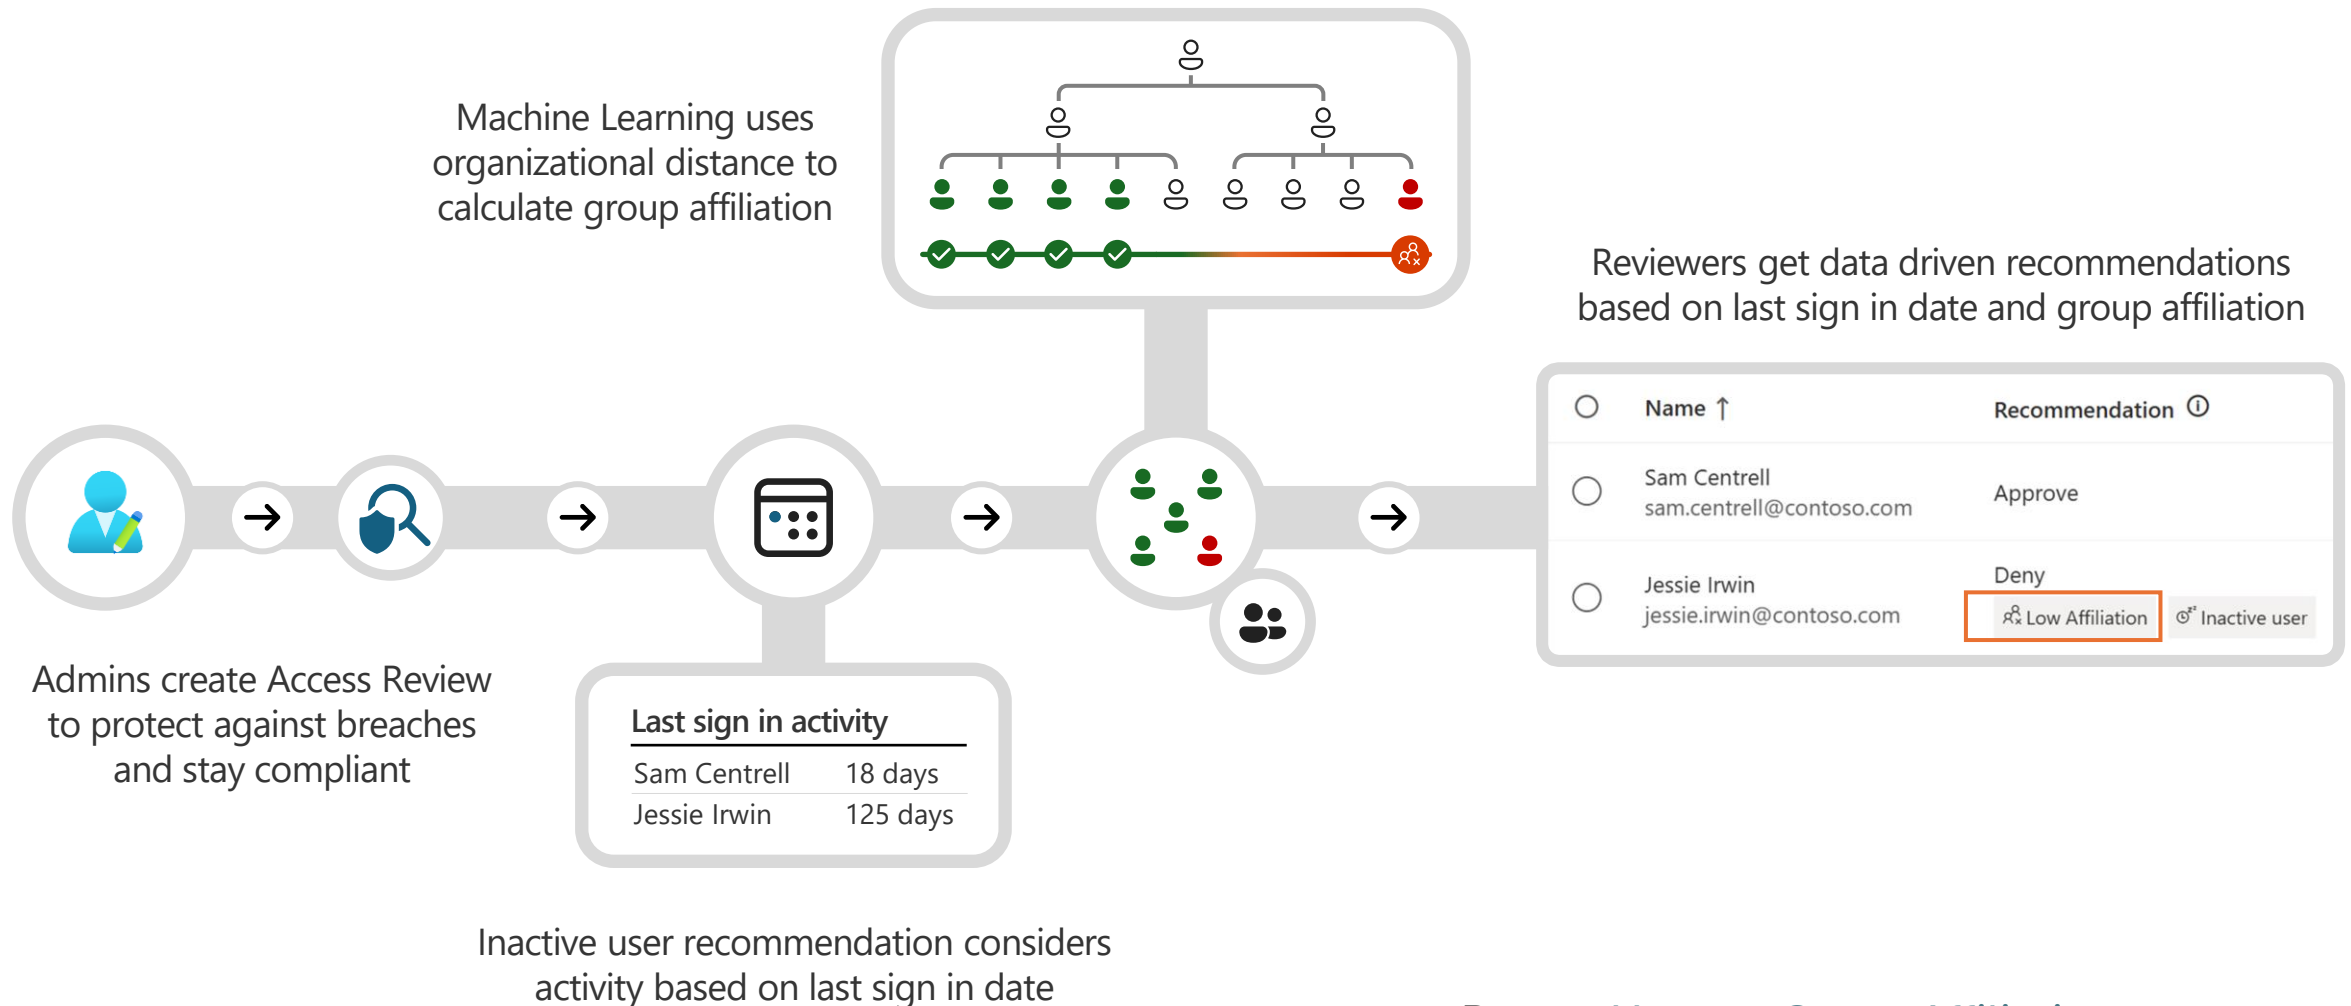 Machine Learning uses
organizational distance to
calculate group affiliation
Reviewers get data driven recommendations
based on last sign in date and group affiliation
Name ↑ Recommendation
Sam Centrell
sam.centrell@contoso.com
Approve
Jessie Irwin
jessie.irwin@contoso.com
Deny
Low Affiliation Inactive user
Admins create Access Review
to protect against breaches
and stay compliant
Last sign in activity
Sam Centrell 18 days
Jessie Irwin 125 days
Inactive user recommendation considers
activity based on last sign in date